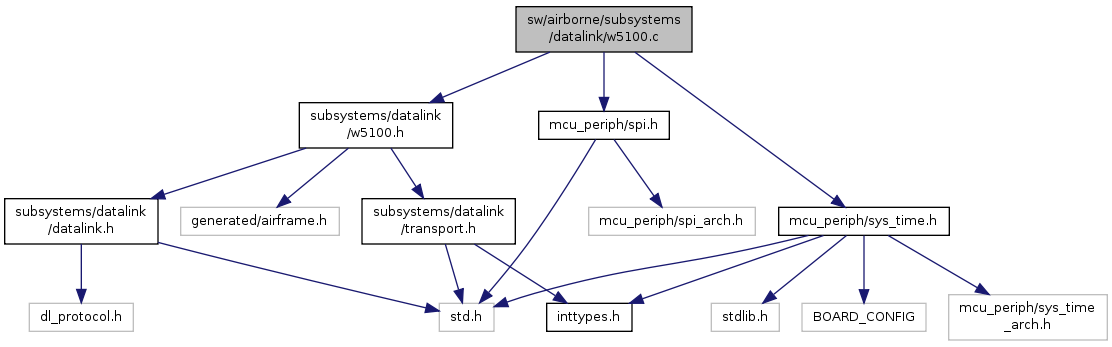 sw/airborne/subsystems
/datalink/w5100.c
subsystems/datalink
/w5100.h
mcu_periph/spi.h
subsystems/datalink
/datalink.h
generated/airframe.h
subsystems/datalink
/transport.h
mcu_periph/spi_arch.h
mcu_periph/sys_time.h
dl_protocol.h
std.h
inttypes.h
stdlib.h
BOARD_CONFIG
mcu_periph/sys_time
_arch.h